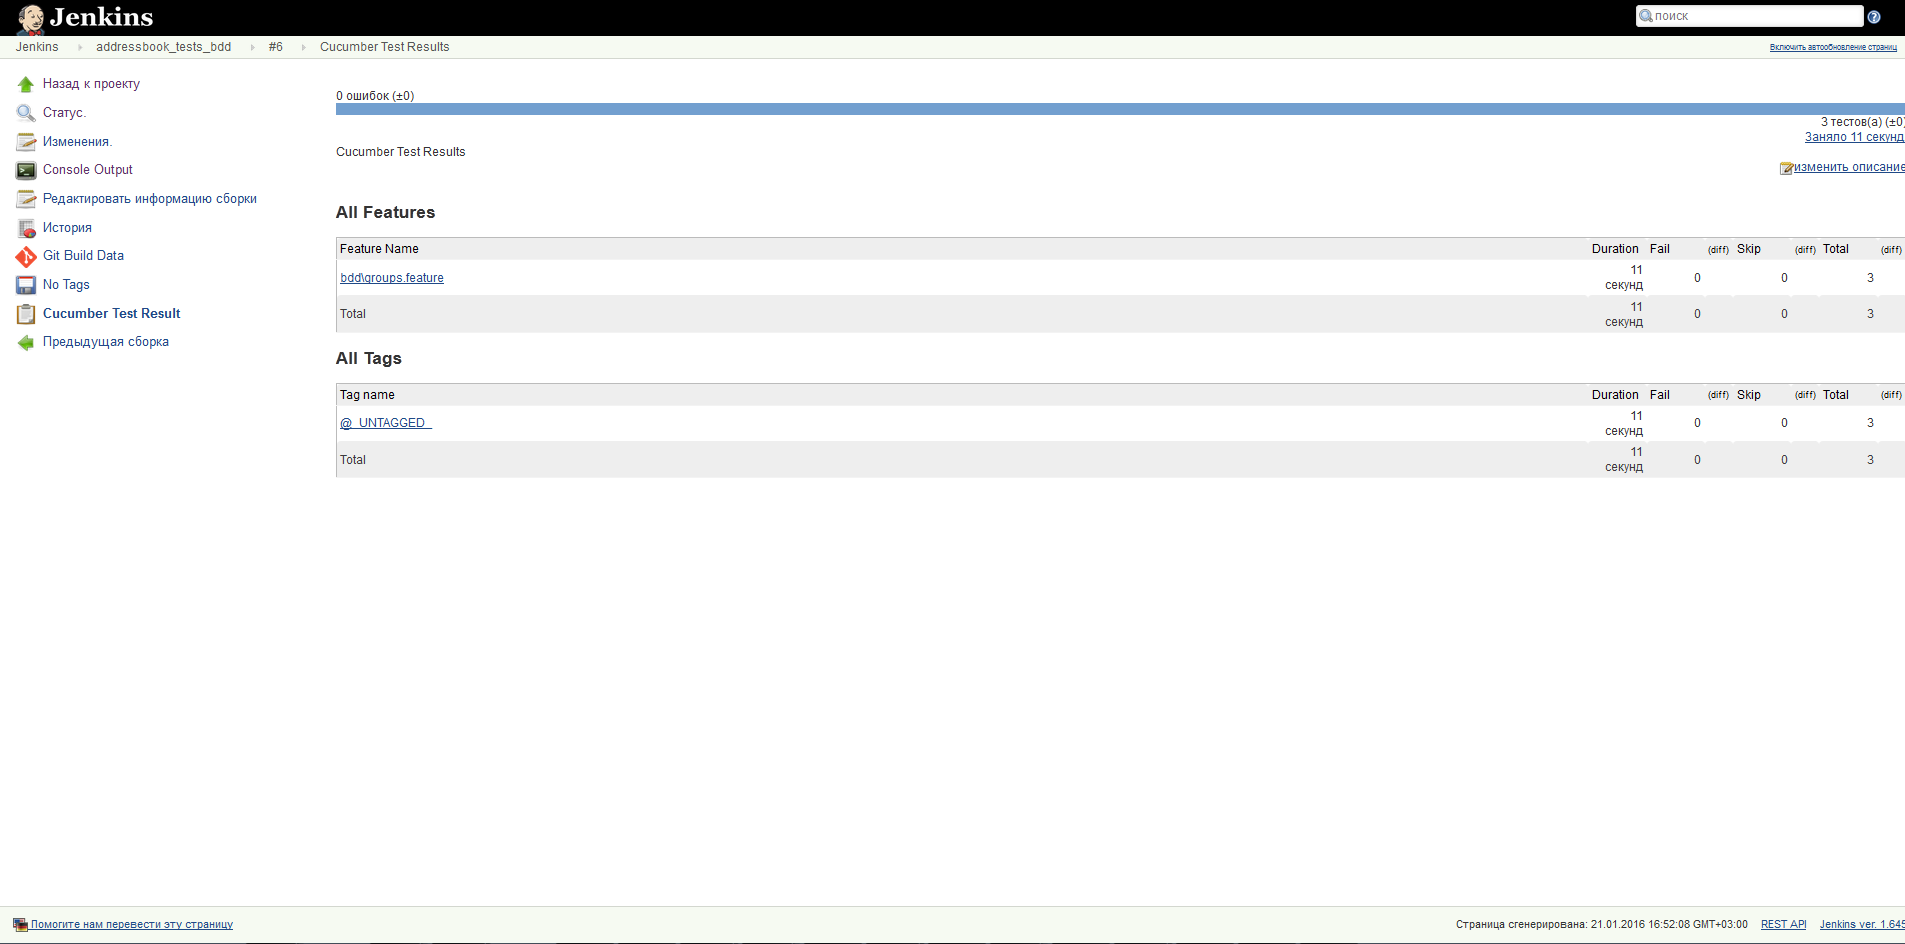 Jenkins
поиск
Jenkins addressbook_tests_bdd #6 Cucumber Test Results
Включить автообновление страниц
Назад к проекту
Статус.
Изменения.
Console Output
Редактировать информацию сборки
История
Git Build Data
No Tags
Cucumber Test Result
Предыдущая сборка
0 ошибок (±0)
3 тестов(а) (±0)
Заняло 11 секунд
Cucumber Test Results
изменить описание
All Features
Feature Name Duration Fail (diff) Skip (diff) Total (diff)
bdd\groups.feature 11 секунд 0 0 3
Total 11 секунд 0 0 3
All Tags
Tag name Duration Fail (diff) Skip (diff) Total (diff)
@_UNTAGGED_ 11 секунд 0 0 3
Total 11 секунд 0 0 3
Помогите нам перевести эту страницу
Страница сгенерирована: 21.01.2016 16:52:08 GMT+03:00 REST API Jenkins ver. 1.645